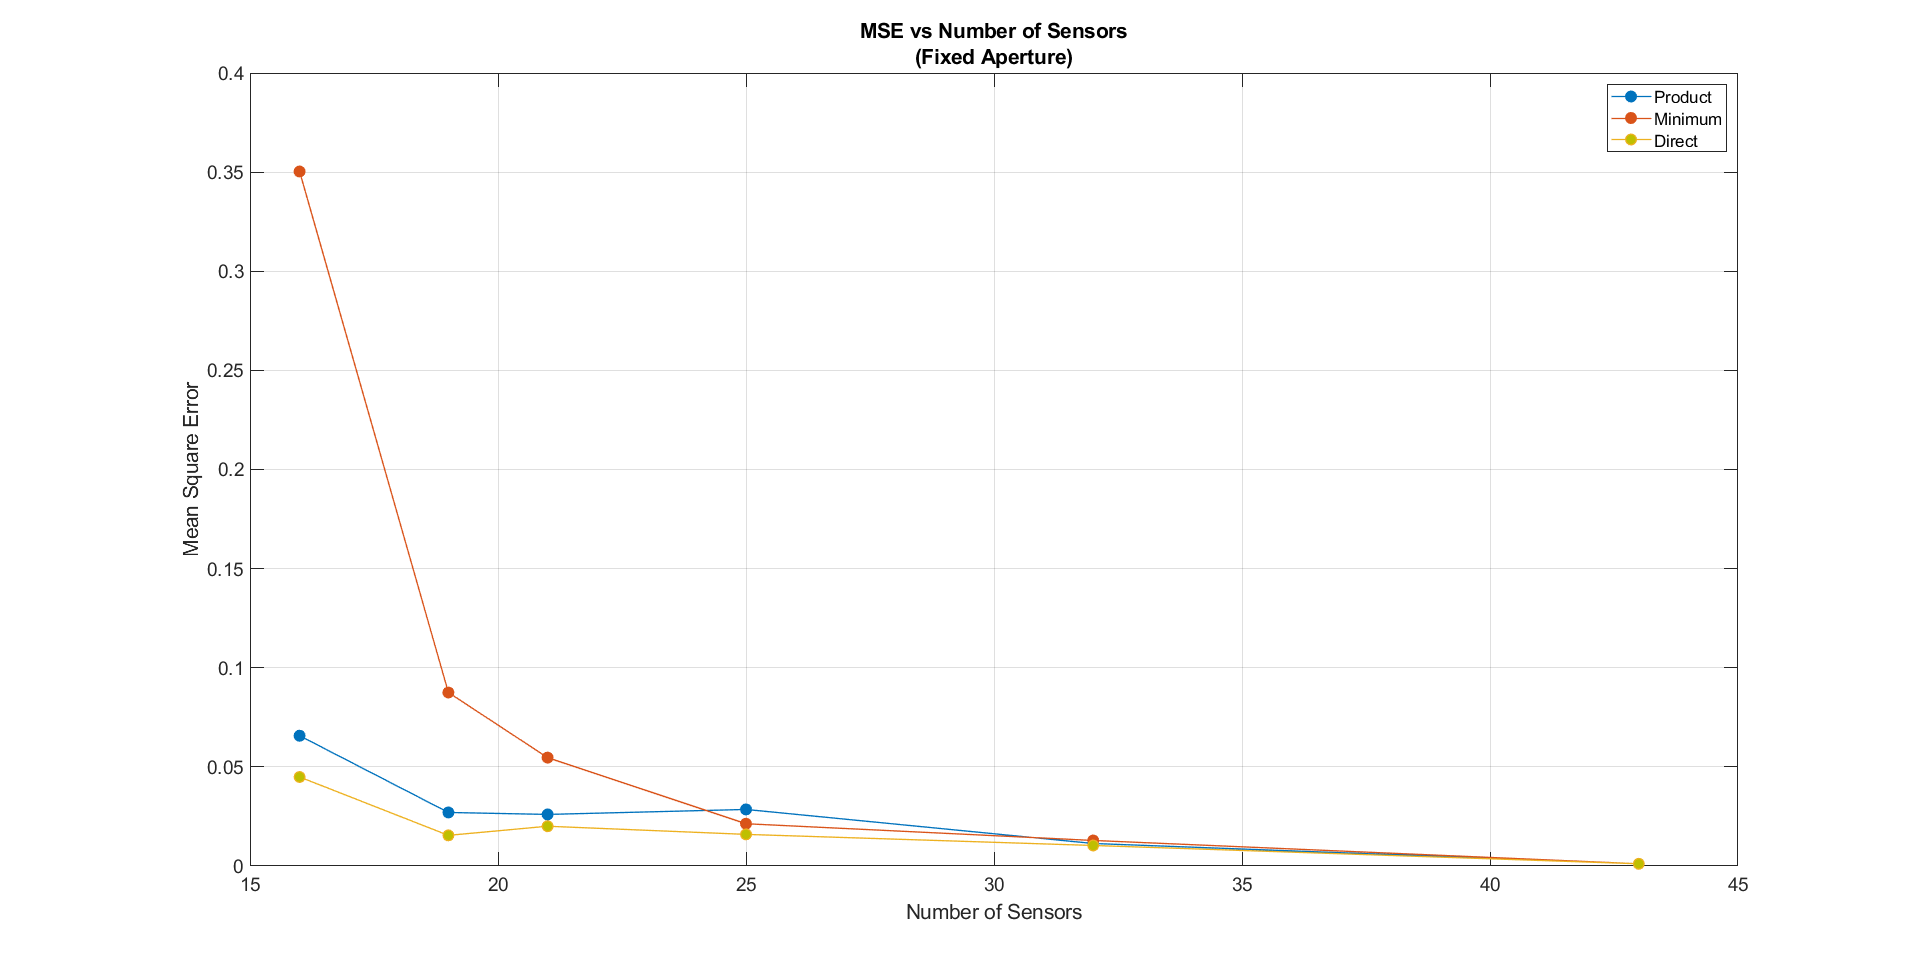 MSE vs Number of Sensors
(Fixed Aperture)
0.4
0.35
0.3
0.25
0.2
0.15
0.1
0.05
0
Mean Square Error
Product
Minimum
Direct
15 20 25 30 35 40 45
Number of Sensors